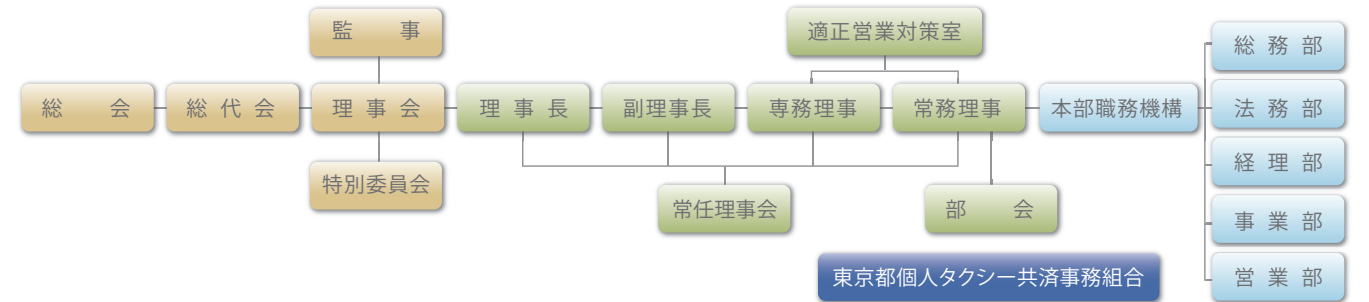 監事
適正営業対策室
総務部
総会
総代会
理事会
理事長
副理事長
専務理事
常務理事
本部職務機構
法務部
経理部
特別委員会
常任理事会
部会
事業部
東京都個人タクシー共済事務組合
営業部